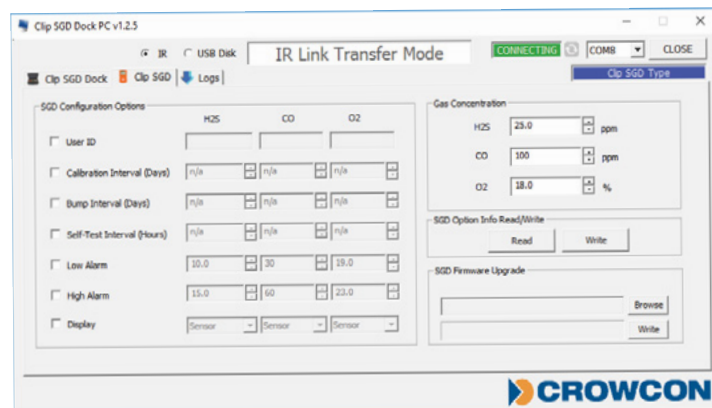 Clip SGD Dock PC v1.2.5
IR USB Disk IR Link Transfer Mode CONNECTING COM8 CLOSE
Clip SGD Dock Clip SGD Logs Clip SGD Type
SGD Configuration Options
H2S CO O2
User ID
Calibration Interval (Days) n/a n/a n/a
Bump Interval (Days) n/a n/a n/a
Self-Test Interval (Hours) n/a n/a n/a
Low Alarm 10.0 30 19.0
High Alarm 15.0 60 23.0
Display Sensor Sensor Sensor
Gas Concentration
H2S 25.0 ppm
CO 100 ppm
O2 18.0 %
SGD Option Info Read/Write
Read Write
SGD Firmware Upgrade
Browse
Write
CROWCON